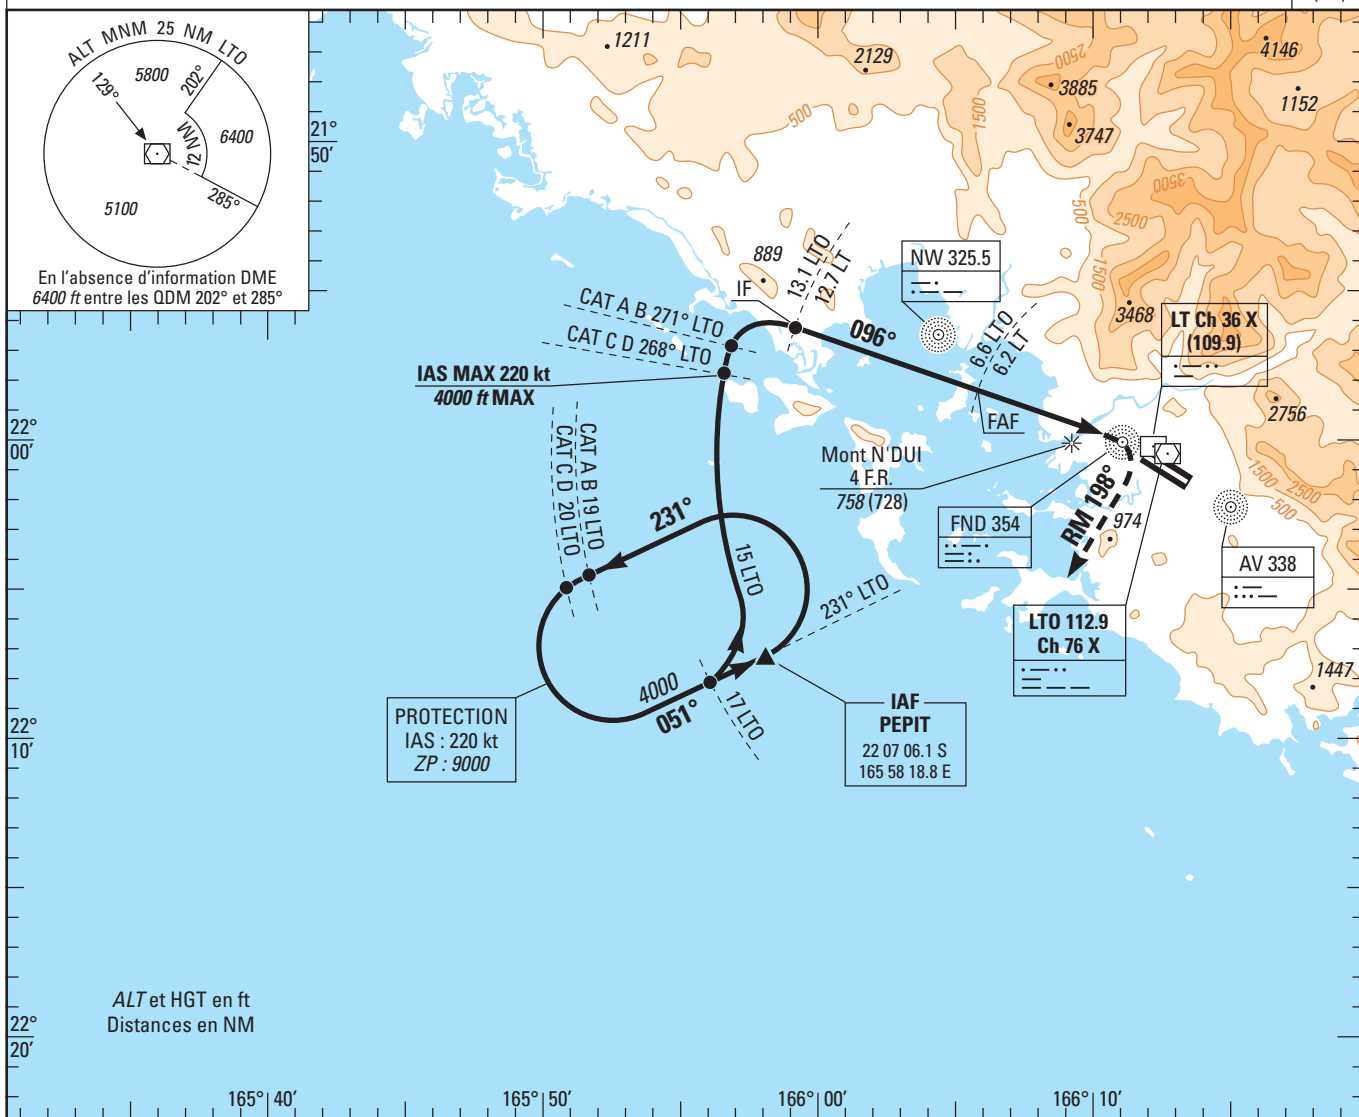 ALT MNM 25 NM LTO
5800
129°
202°
12 NM
6400
5100
285°
En l'absence d'information DME
6400 ft entre les QDM 202° et 285°
21°
50'
1211
2129
500
1500
2500
3885
3747
4146
1152
3500
2500
500
1500
3468
889
IF
13.1 LTO
12.7 LT
NW 325.5
CAT A B 271° LTO
CAT C D 268° LTO
096°
6.6 LTO
6.2 LT
LT Ch 36 X
(109.9)
IAS MAX 220 kt
4000 ft MAX
FAF
2756
22°
00'
CAT A B 19 LTO
CAT C D 20 LTO
Mont N'DUI
4 F.R.
758 (728)
1500
2500
500
231°
RM 198°
974
FND 354
15 LTO
AV 338
231° LTO
LTO 112.9
Ch 76 X
1447
4000
051°
17 LTO
IAF
PEPIT
22 07 06.1 S
165 58 18.8 E
PROTECTION
IAS : 220 kt
ZP : 9000
22°
10'
ALT et HGT en ft
Distances en NM
22°
20'
165° 40'
165° 50'
166° 00'
166° 10'